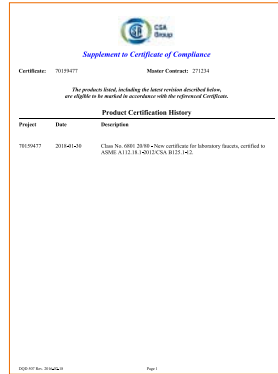 CSA
Group
Supplement to Certificate of Compliance
Certificate: 70159477 Master Contract: 271234
The products listed, including the latest revision described below,
are eligible to be marked in accordance with the referenced Certificate.
Product Certification History
Project Date Description
70159477 2018-01-30 Class No. 6801 20/80 - New certificate for laboratory faucets, certified to
ASME A112.18.1-2012/CSA B125.1-12.
DQD 507 Rev. Page 1